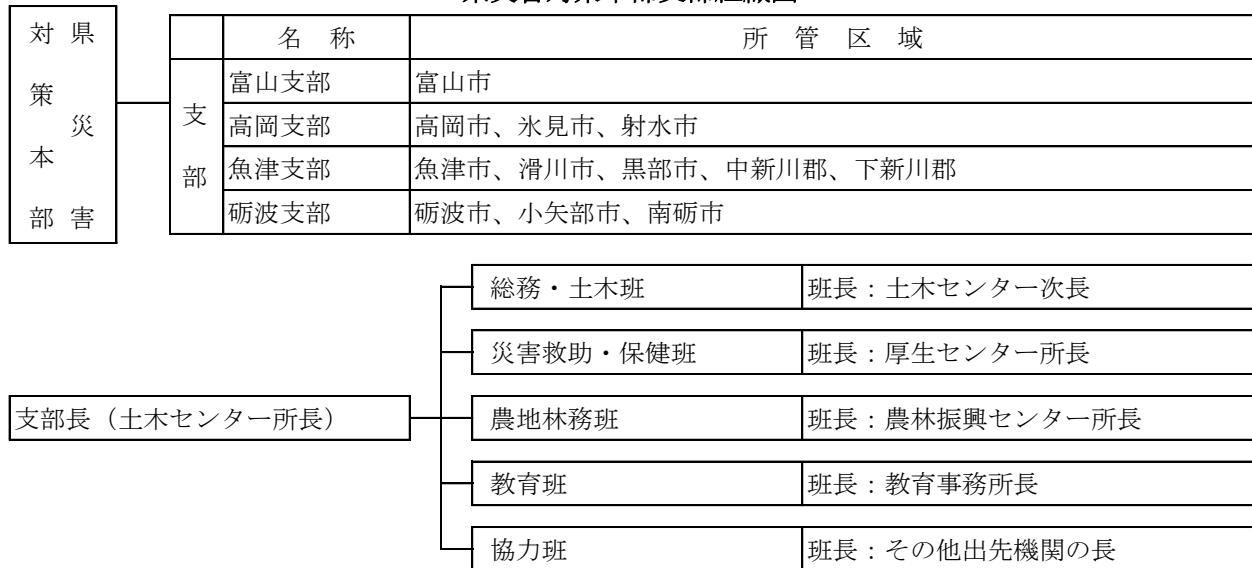 県災害対策本部
名　称　所　管　区　域
支部
富山支部　富山市
高岡支部　高岡市、氷見市、射水市
魚津支部　魚津市、滑川市、黒部市、中新川郡、下新川郡
砺波支部　砺波市、小矢部市、南砺市
総務・土木班　班長：土木センター次長
災害救助・保健班　班長：厚生センター所長
支部長（土木センター所長）
農地林務班　班長：農林振興センター所長
教育班　班長：教育事務所長
協力班　班長：その他出先機関の長